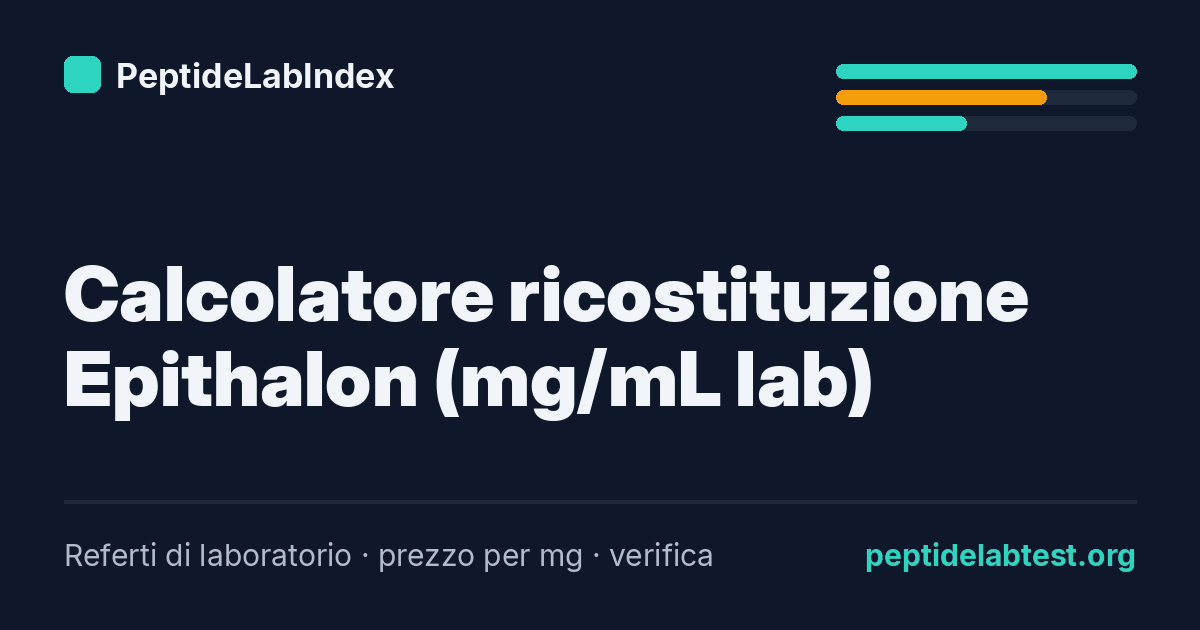 PeptideLabIndex
Calcolatore ricostituzione
Epithalon (mg/mL lab)
Referti di laboratorio · prezzo per mg · verifica
peptidelabtest.org